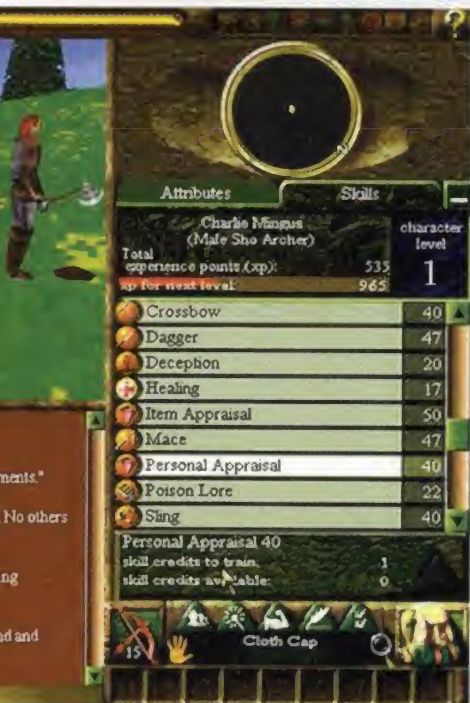 ?
Attributes Skills
Charlie Mingus
(Male Sho Archer)
character
level
1
Total
experience points (xp): 535
xp for next level: 965
Crossbow 40
Dagger 47
Deception 20
Healing 17
Item Appraisal 50
Mace 47
Personal Appraisal 40
Poison Lore 22
Sling 40
Personal Appraisal 40
skill credits to train: 1
skill credits available: 0
15
Cloth Cap
ments."
No others
ng
nd and